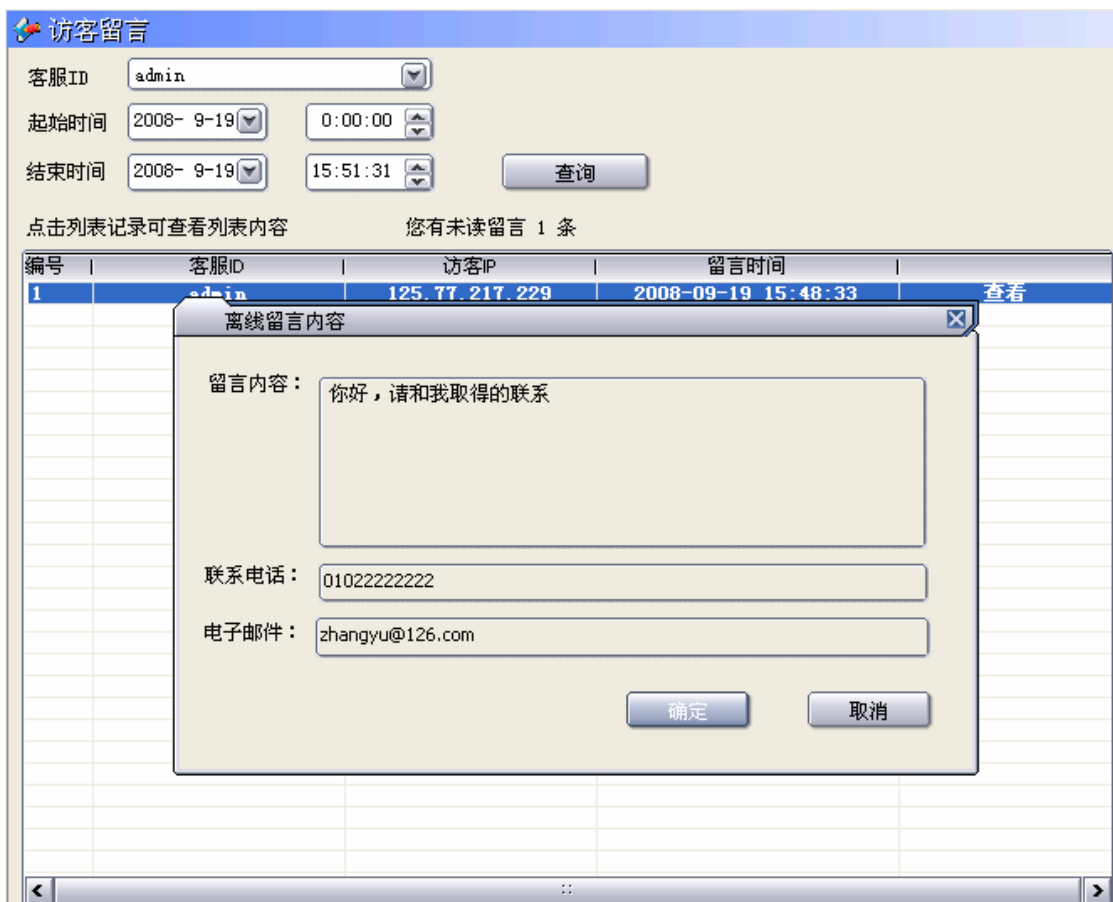 访客留言
客服ID admin
起始时间 2008- 9-19 0:00:00
结束时间 2008- 9-19 15:51:31 查询
点击列表记录可查看列表内容 您有未读留言 1 条
编号 客服ID 访客IP 留言时间
1 admin 125.77.217.229 2008-09-19 15:48:33 查看
离线留言内容
留言内容： 你好，请和我取得的联系
联系电话： 01022222222
电子邮件： zhangyu@126.com
确定 取消